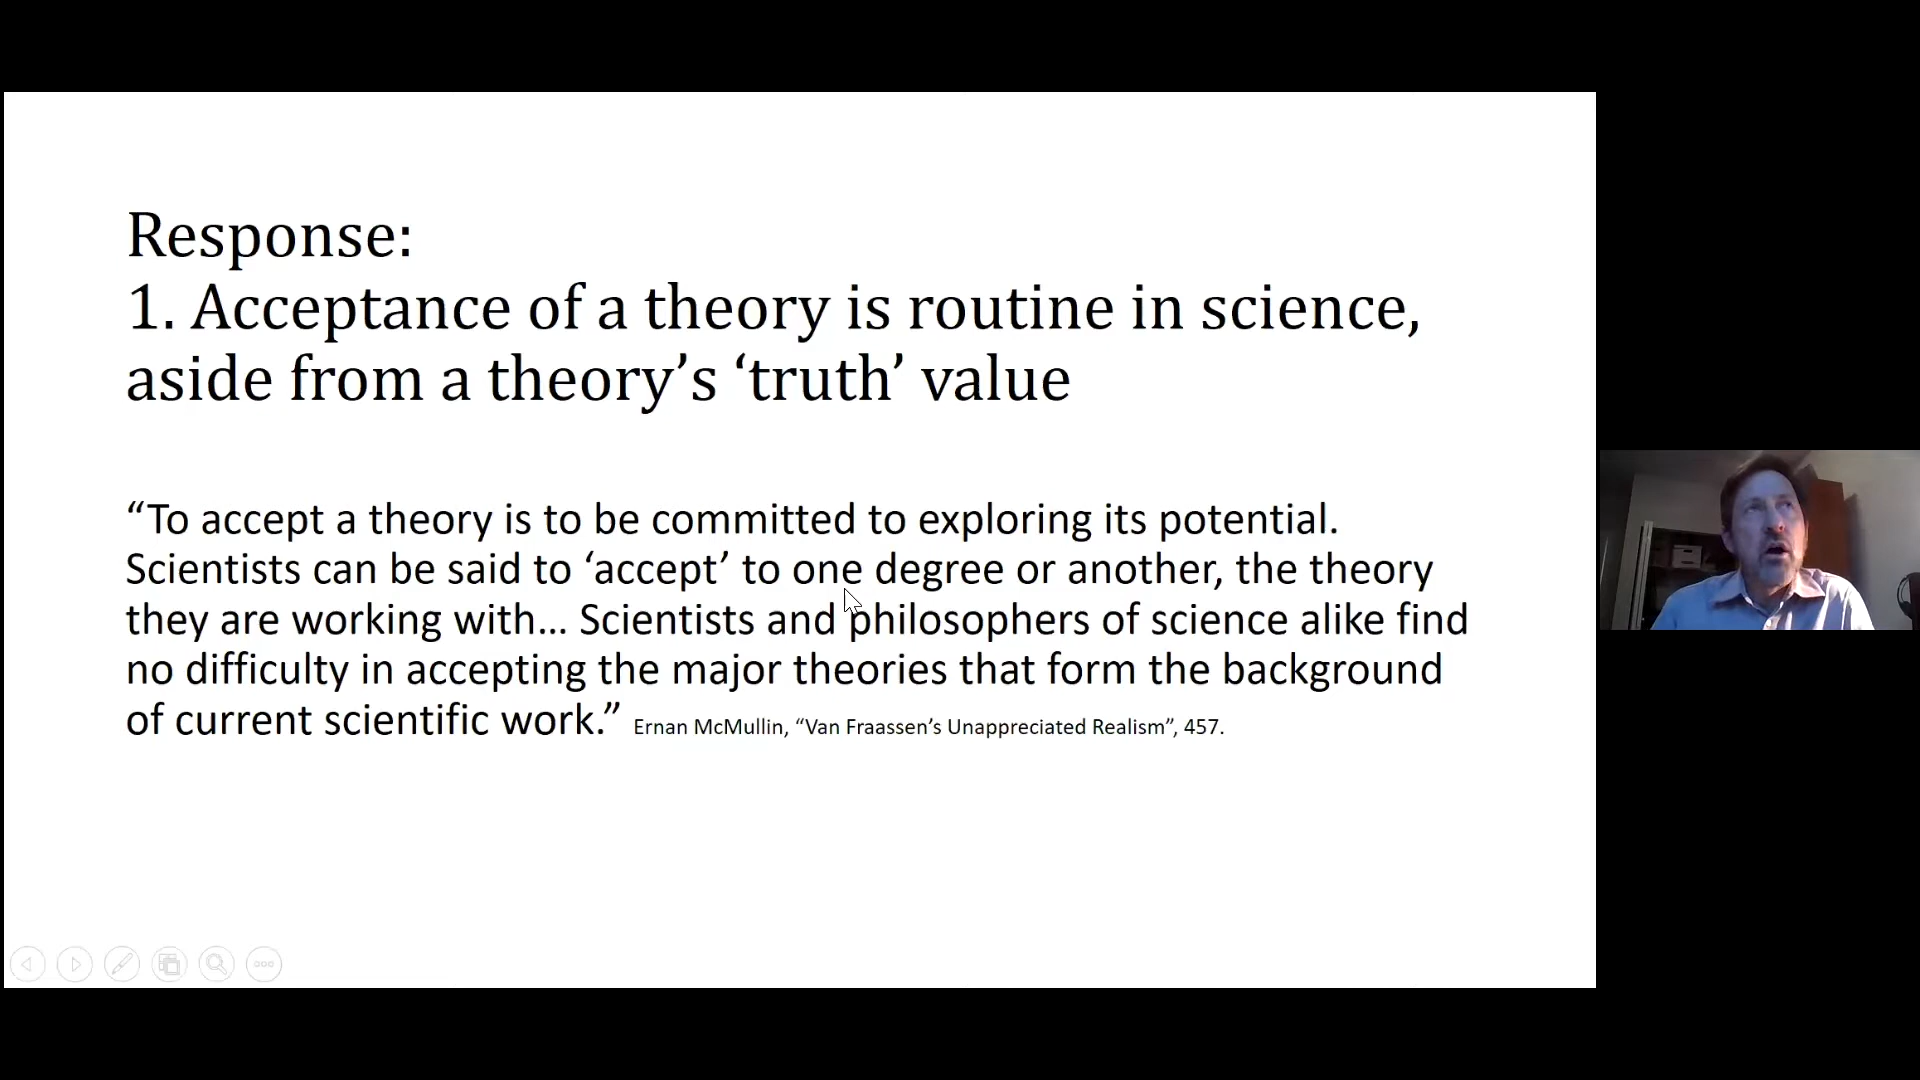 Response:
1. Acceptance of a theory is routine in science,
aside from a theory’s ‘truth’ value
“To accept a theory is to be committed to exploring its potential.
Scientists can be said to ‘accept’ to one degree or another, the theory
they are working with... Scientists and philosophers of science alike find
no difficulty in accepting the major theories that form the background
of current scientific work.” Ernan McMullin, “Van Fraassen’s Unappreciated Realism”, 457.